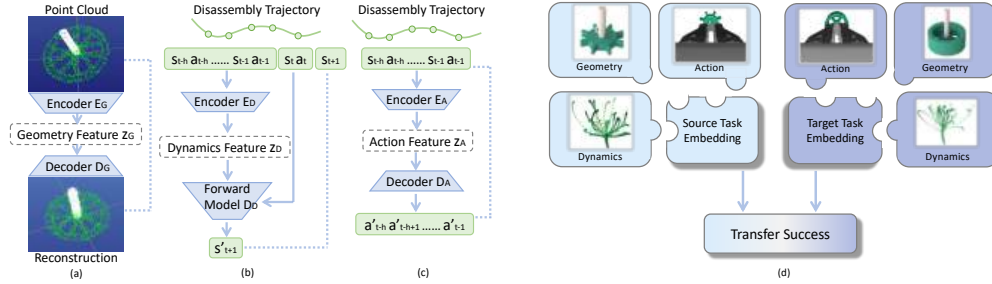 Point Cloud
Encoder EG
Geometry Feature zG
Decoder DG
Reconstruction
(a)
Disassembly Trajectory
st-h at-h ...... st-1 at-1 st at st+1
Encoder ED
Dynamics Feature zD
Forward
Model DD
s't+1
(b)
Disassembly Trajectory
st-h at-h ...... st-1 at-1
Encoder EA
Action Feature zA
Decoder DA
a't-h a't-h+1 ...... a't-1
(c)
Geometry
Action
Action
Geometry
Dynamics
Source Task
Embedding
Target Task
Embedding
Dynamics
Transfer Success
(d)